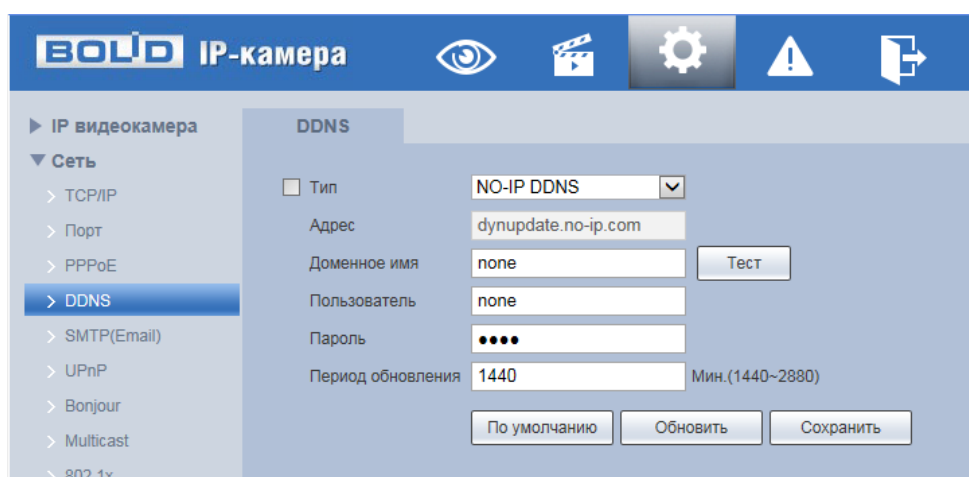 BOLID IP-камера
IP видеокамера
Сеть
TCP/IP
Порт
PPPoE
DDNS
SMTP(Email)
UPnP
Bonjour
Multicast
802.1x
DDNS
Тип NO-IP DDNS
Адрес dynupdate.no-ip.com
Доменное имя none Тест
Пользователь none
Пароль ••••
Период обновления 1440 Мин.(1440~2880)
По умолчанию Обновить Сохранить